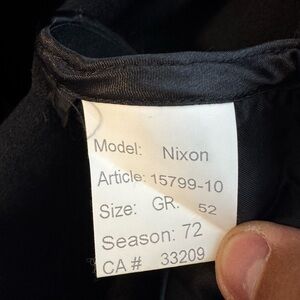 Model: Nixon
Article: 15799-10
Size: GR. 52
Season: 72
CA # 33209